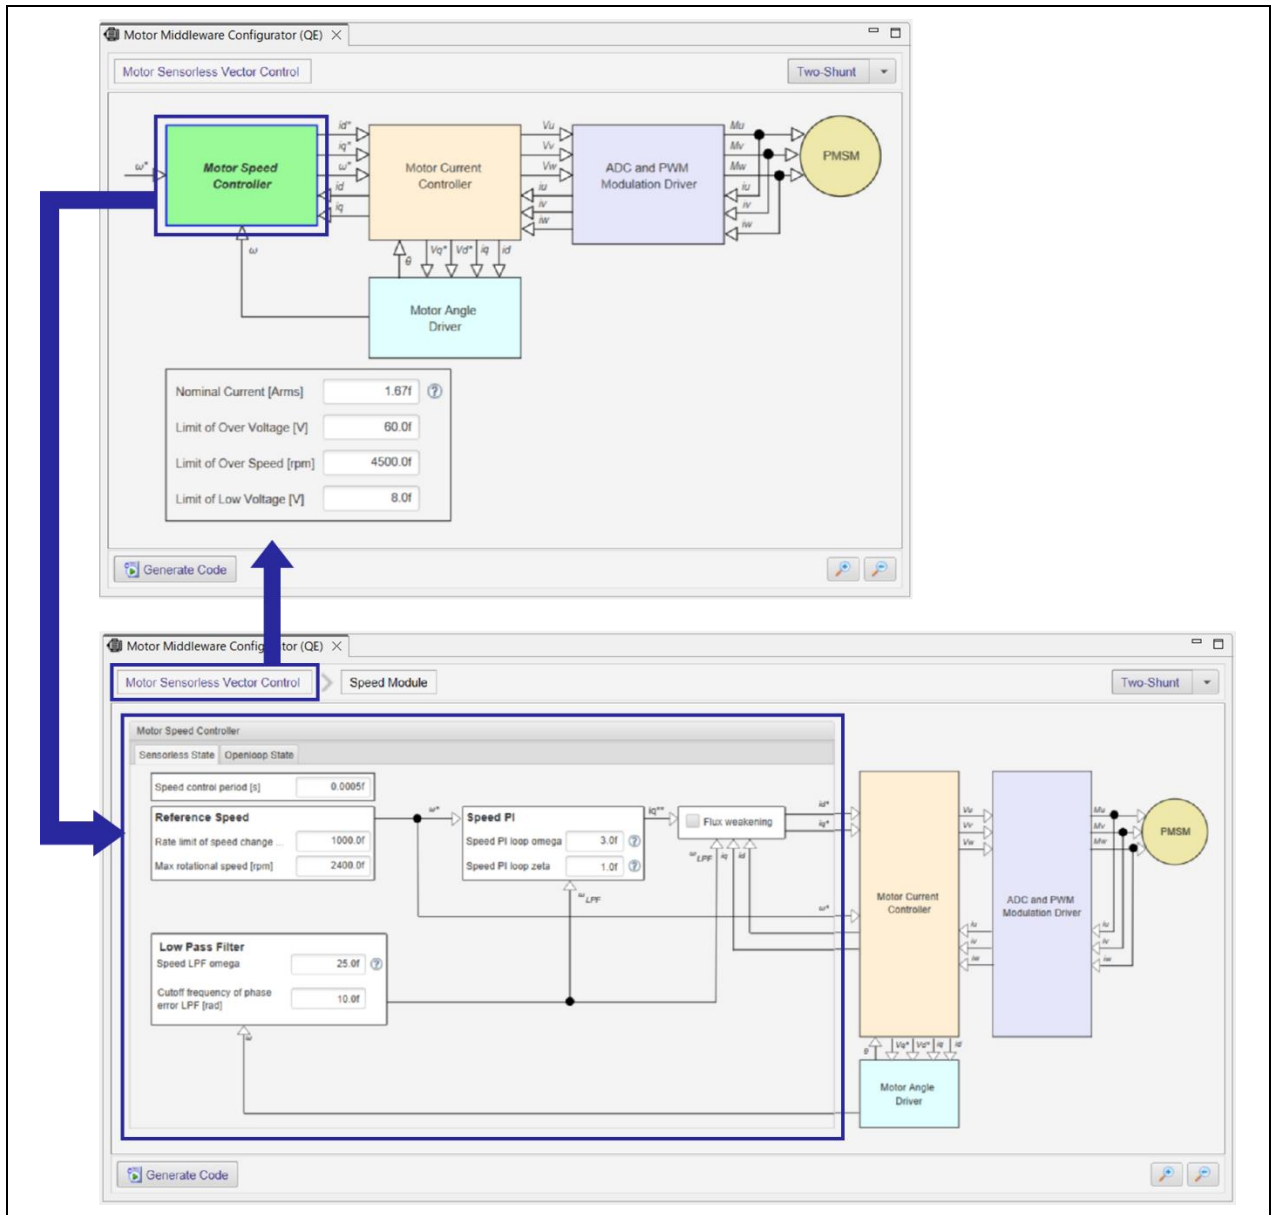 Motor Middleware Configurator (QE)
Motor Sensorless Vector Control
Two-Shunt
id*
iq*
ω*
id
iq
ω*
Motor Speed
Controller
Motor Current
Controller
Vu
Vv
Vw
iu
iv
iw
ADC and PWM
Modulation Driver
Mu
Mv
Mw
iu
iv
iw
PMSM
ω
θ
Vq* Vd* iq id
Motor Angle
Driver
Nominal Current [Arms] 1.67f
Limit of Over Voltage [V] 60.0f
Limit of Over Speed [rpm] 4500.0f
Limit of Low Voltage [V] 8.0f
Generate Code
Motor Middleware Configurator (QE)
Motor Sensorless Vector Control Speed Module
Two-Shunt
Motor Speed Controller
Sensorless State Openloop State
Speed control period [s] 0.0005f
Reference Speed
Rate limit of speed change ... 1000.0f
Max rotational speed [rpm] 2400.0f
ω*
Speed PI
Speed PI loop omega 3.0f
Speed PI loop zeta 1.0f
iq**
Flux weakening
id*
iq*
ω LPF iq id
ω LPF
ω*
Low Pass Filter
Speed LPF omega 25.0f
Cutoff frequency of phase
error LPF [rad] 10.0f
ω
Motor Current
Controller
Vu
Vv
Vw
iu
iv
iw
ADC and PWM
Modulation Driver
Mu
Mv
Mw
iu
iv
iw
PMSM
θ Vq* Vd* iq id
Motor Angle
Driver
Generate Code